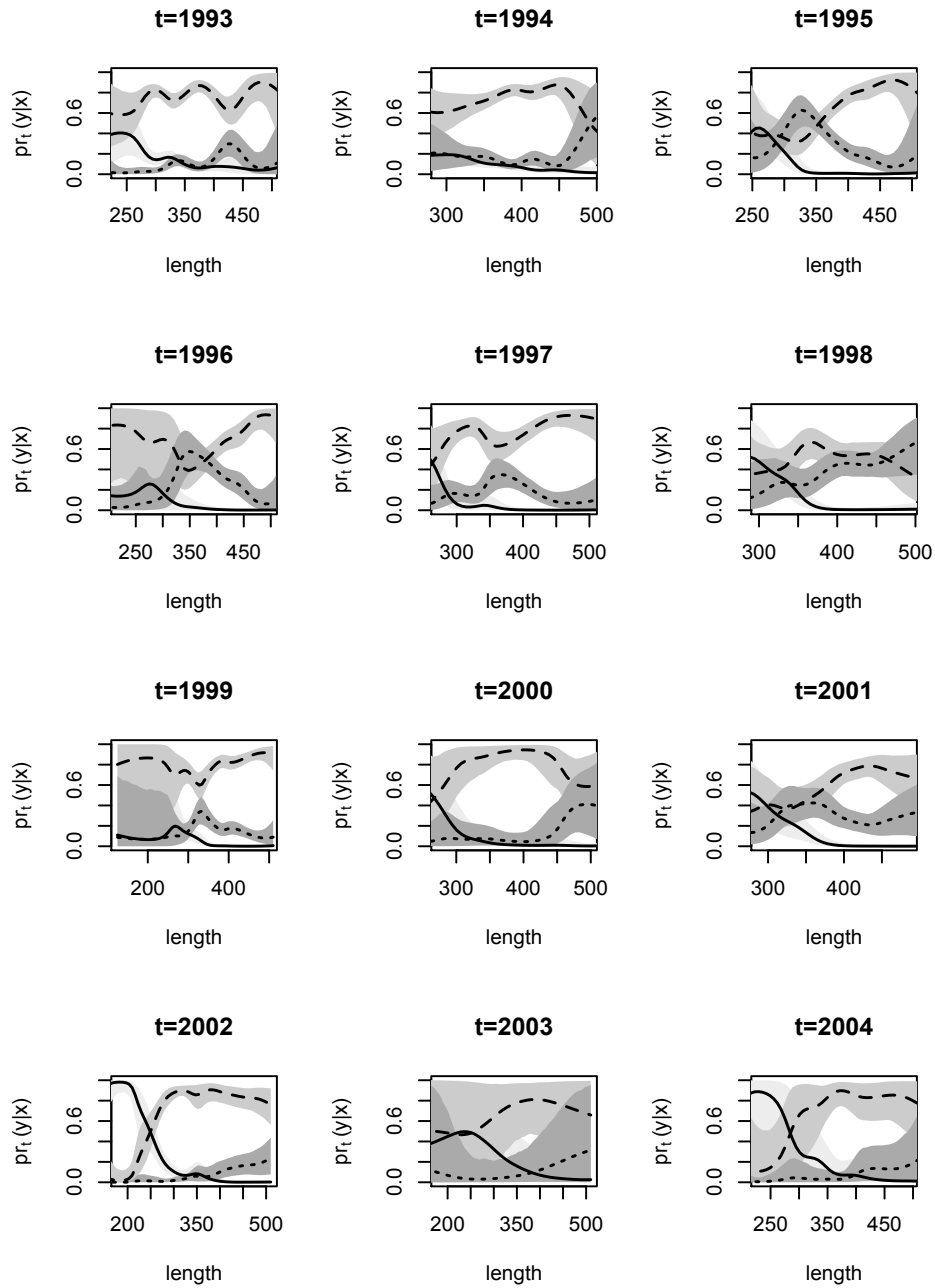 t=1993 t=1994 t=1995
pr_t (y|x) 0.0 0.6 pr_t (y|x) 0.0 0.6 pr_t (y|x) 0.0 0.6
250 350 450 300 400 500 250 350 450
length length length
t=1996 t=1997 t=1998
pr_t (y|x) 0.0 0.6 pr_t (y|x) 0.0 0.6 pr_t (y|x) 0.0 0.6
250 350 450 300 400 500 300 400 500
length length length
t=1999 t=2000 t=2001
pr_t (y|x) 0.0 0.6 pr_t (y|x) 0.0 0.6 pr_t (y|x) 0.0 0.6
200 400 300 400 500 300 400
length length length
t=2002 t=2003 t=2004
pr_t (y|x) 0.0 0.6 pr_t (y|x) 0.0 0.6 pr_t (y|x) 0.0 0.6
200 350 500 200 350 500 250 350 450
length length length